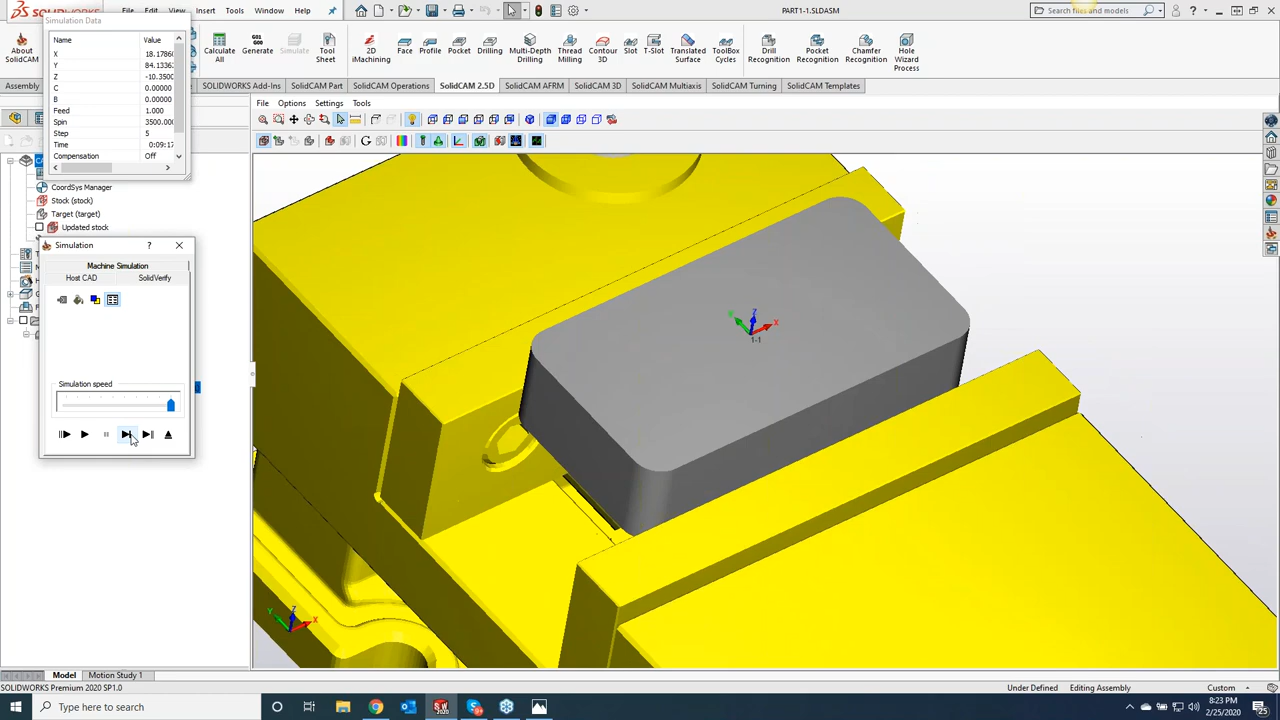 SOLIDWORKS
File
Edit
View
Insert
Tools
Window
Help
PART1-1.SLDASM
Search files and models
About SolidCAM
Calculate All
Generate
Simulate
Tool Sheet
2D iMachining
Face
Profile
Pocket
Drilling
Multi-Depth Drilling
Thread Milling
Contour 3D
Slot
T-Slot
Translated Surface
ToolBox Cycles
Drill Recognition
Pocket Recognition
Chamfer Recognition
Hole Wizard Process
Assembly
SOLIDWORKS Add-Ins
SolidCAM Part
SolidCAM Operations
SolidCAM 2.5D
SolidCAM AFRM
SolidCAM 3D
SolidCAM Multiaxis
SolidCAM Turning
SolidCAM Templates
Simulation Data
Name Value
X 18.1786
Y 84.1336
Z -10.3500
C 0.00000
B 0.00000
Feed 1.000
Spin 3500.000
Step 5
Time 0:09:17
Compensation Off
File Options Settings Tools
CoordSys Manager
Stock (stock)
Target (target)
Updated stock
Simulation
?
Machine Simulation
Host CAD
SolidVerify
Simulation speed
Z
Y
X
1-1
Z
Y
X
Model
Motion Study 1
SOLIDWORKS Premium 2020 SP1.0
Under Defined
Editing Assembly
Custom
Type here to search
8:23 PM
2/25/2020
25